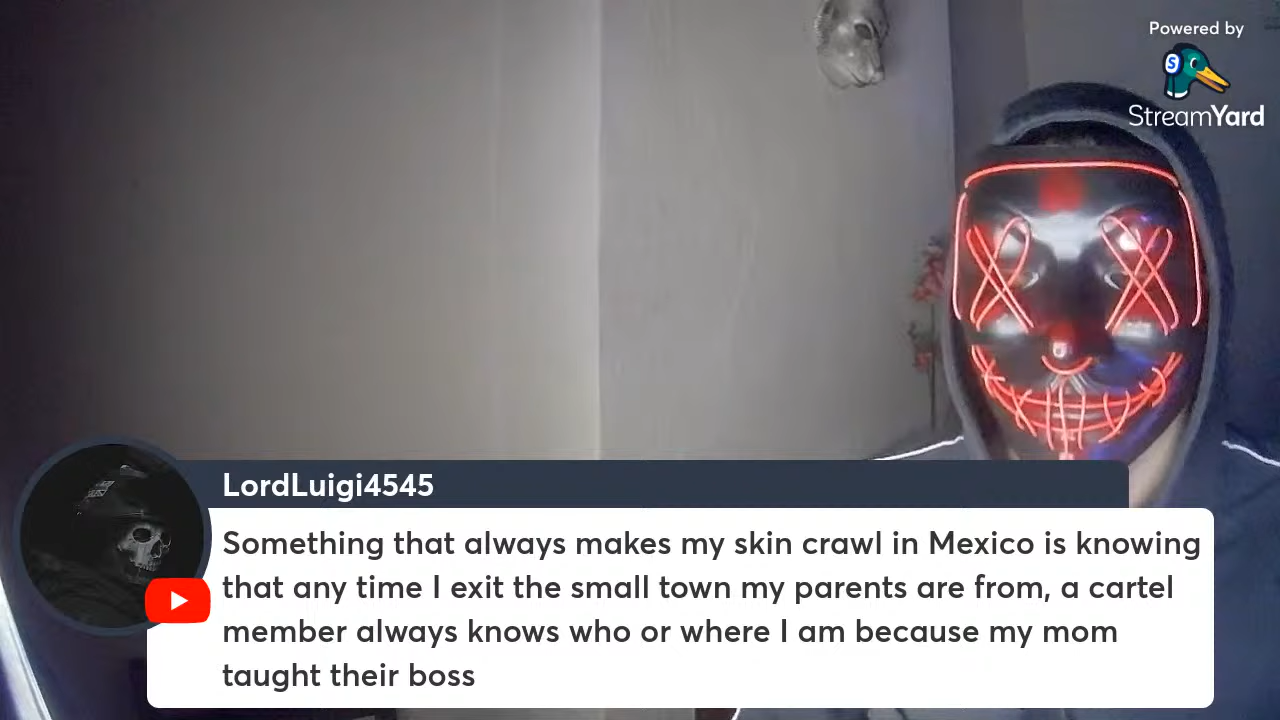 Powered by
StreamYard
LordLuigi4545
Something that always makes my skin crawl in Mexico is knowing
that any time I exit the small town my parents are from, a cartel
member always knows who or where I am because my mom
taught their boss